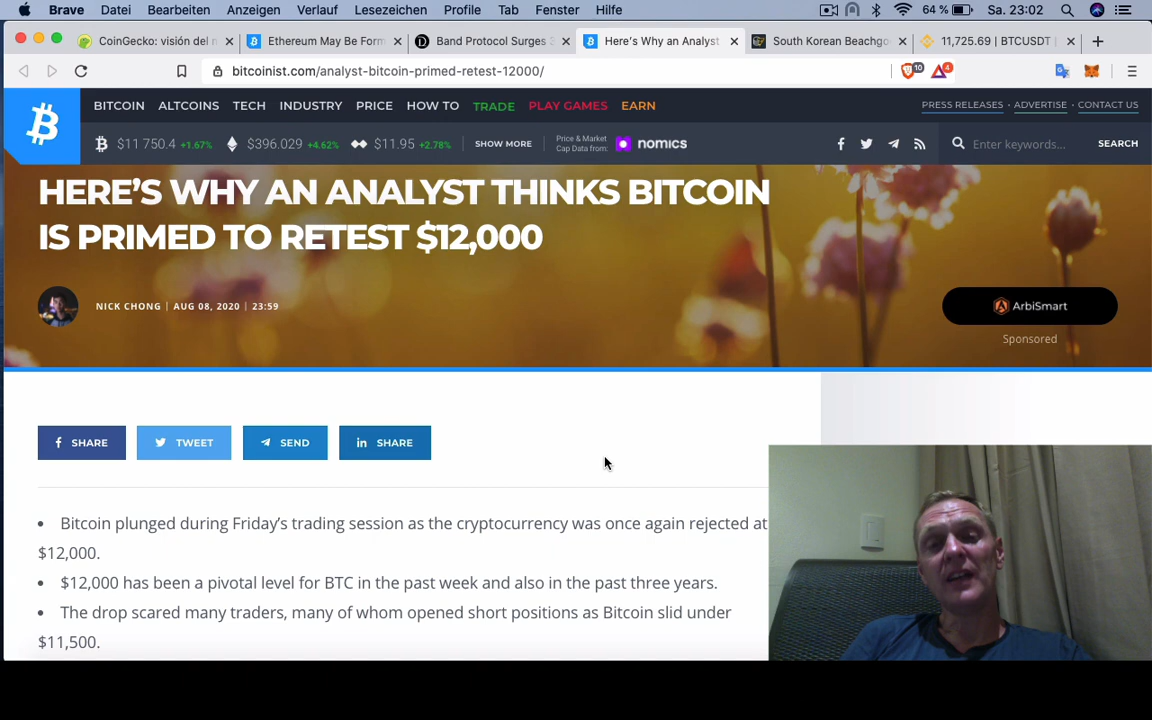 Brave Datei Bearbeiten Anzeigen Verlauf Lesezeichen Profile Tab Fenster Hilfe 64 % Sa. 23:02
CoinGecko: visión del n Ethereum May Be Form Band Protocol Surges 3 Here's Why an Analyst South Korean Beachgo 11,725.69 | BTCUSDT |
bitcoinist.com/analyst-bitcoin-primed-retest-12000/ 10 4
BITCOIN ALTCOINS TECH INDUSTRY PRICE HOW TO TRADE PLAY GAMES EARN PRESS RELEASES · ADVERTISE · CONTACT US
$11 750.4 +1.67% $396.029 +4.62% $11.95 +2.78% SHOW MORE Price & Market Cap Data from: nomics Enter keywords... SEARCH
HERE'S WHY AN ANALYST THINKS BITCOIN
IS PRIMED TO RETEST $12,000
NICK CHONG | AUG 08, 2020 | 23:59
ArbiSmart
Sponsored
SHARE TWEET SEND SHARE
• Bitcoin plunged during Friday's trading session as the cryptocurrency was once again rejected at
$12,000.
• $12,000 has been a pivotal level for BTC in the past week and also in the past three years.
• The drop scared many traders, many of whom opened short positions as Bitcoin slid under
$11,500.